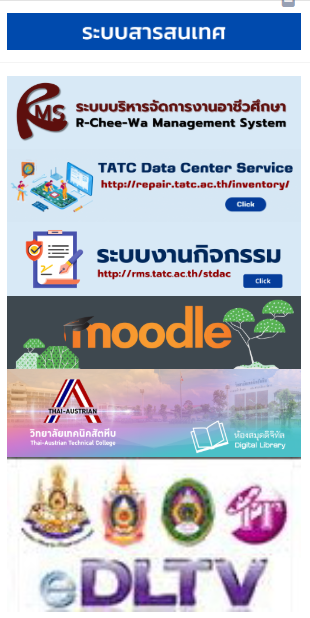 ระบบสารสนเทศ
RMS
ระบบบริหารจัดการงานอาชีวศึกษา
R-Chee-Wa Management System
TATC Data Center Service
http://repair.tatc.ac.th/inventory/
Click
ระบบงานกิจกรรม
http://rms.tatc.ac.th/stdac
Click
moodle
THAI-AUSTRIAN
วิทยาลัยเทคนิคสัตหีบ
Thai-Austrian Technical College
ห้องสมุดดิจิทัล
Digital Library
eDLTV